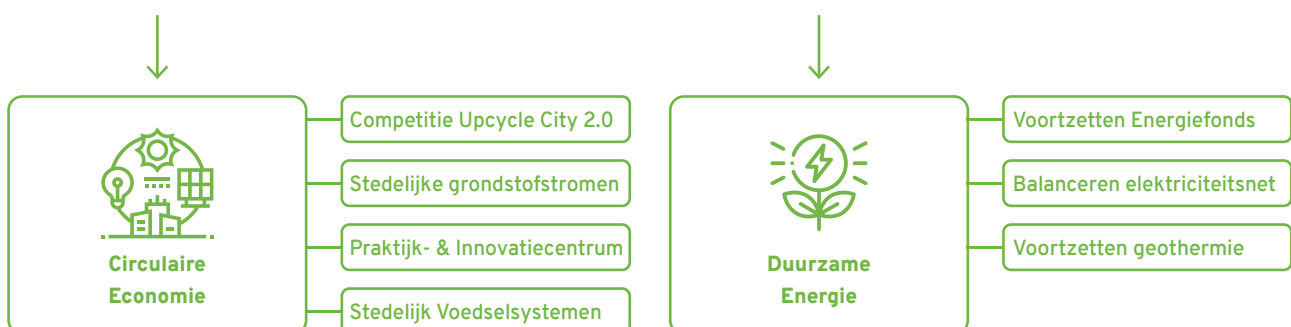 Circulaire
Economie
Competitie Upcycle City 2.0
Stedelijke grondstofstromen
Praktijk- & Innovatiecentrum
Stedelijk Voedselsystemen
Duurzame
Energie
Voortzetten Energiefonds
Balanceren elektriciteitsnet
Voortzetten geothermie